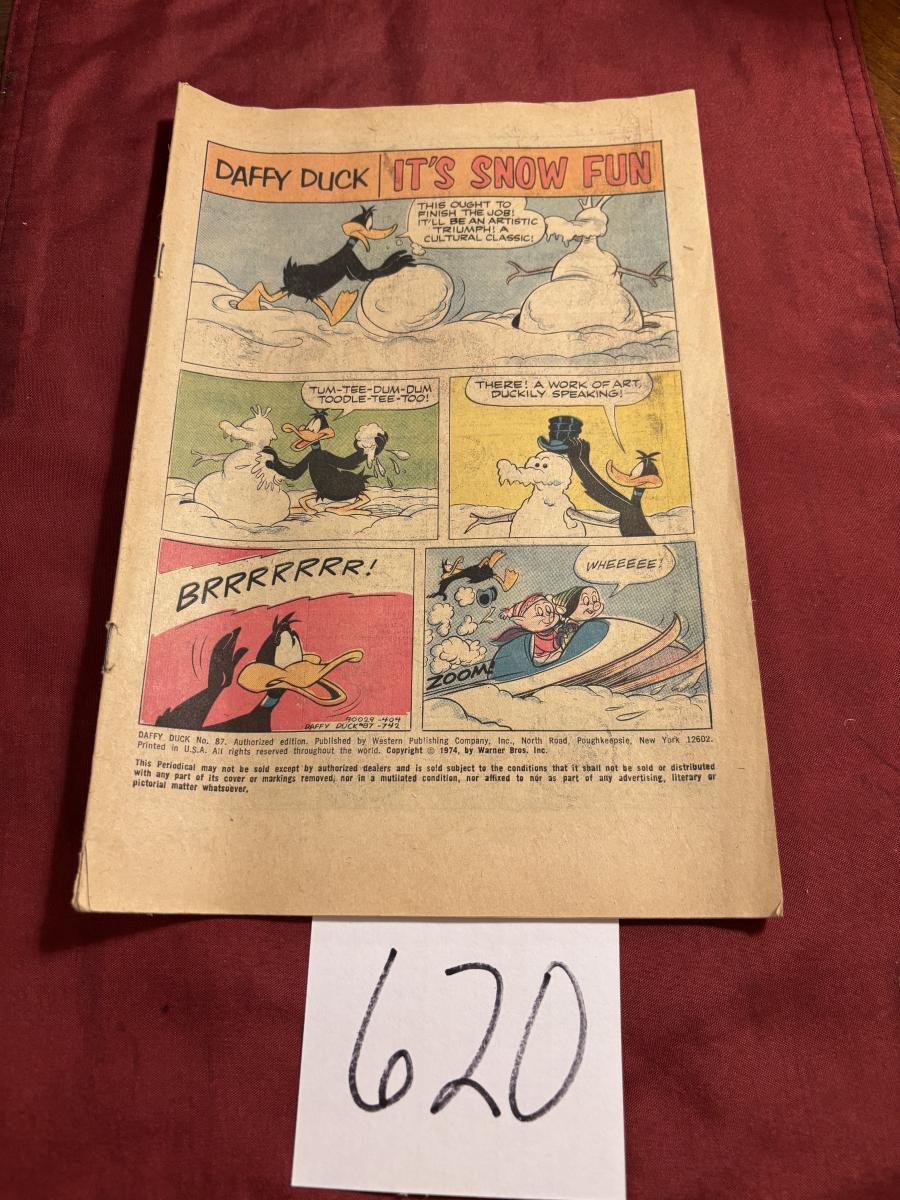 DAFFY DUCK IT'S SNOW FUN
THIS OUGHT TO
FINISH THE JOB!
IT'LL BE AN ARTISTIC
TRIUMPH! A
CULTURAL CLASSIC!
TUM-TEE-DUM-DUM
TOODLE-TEE-TOO!
THERE! A WORK OF ART,
DUCKILY SPEAKING!
BRRRRRRR!
WHEEEEE!
ZOOM!
90029-404
DAFFY DUCK#87-742
DAFFY DUCK No. 87. Authorized edition. Published by Western Publishing Company, Inc., North Road, Poughkeepsie, New York 12602.
Printed in U.S.A. All rights reserved throughout the world. Copyright © 1974, by Warner Bros. Inc.
This Periodical may not be sold except by authorized dealers and is sold subject to the conditions that it shall not be sold or distributed
with any part of its cover or markings removed, nor in a mutilated condition, nor affixed to nor as part of any advertising, literary or
pictorial matter whatsoever.
620